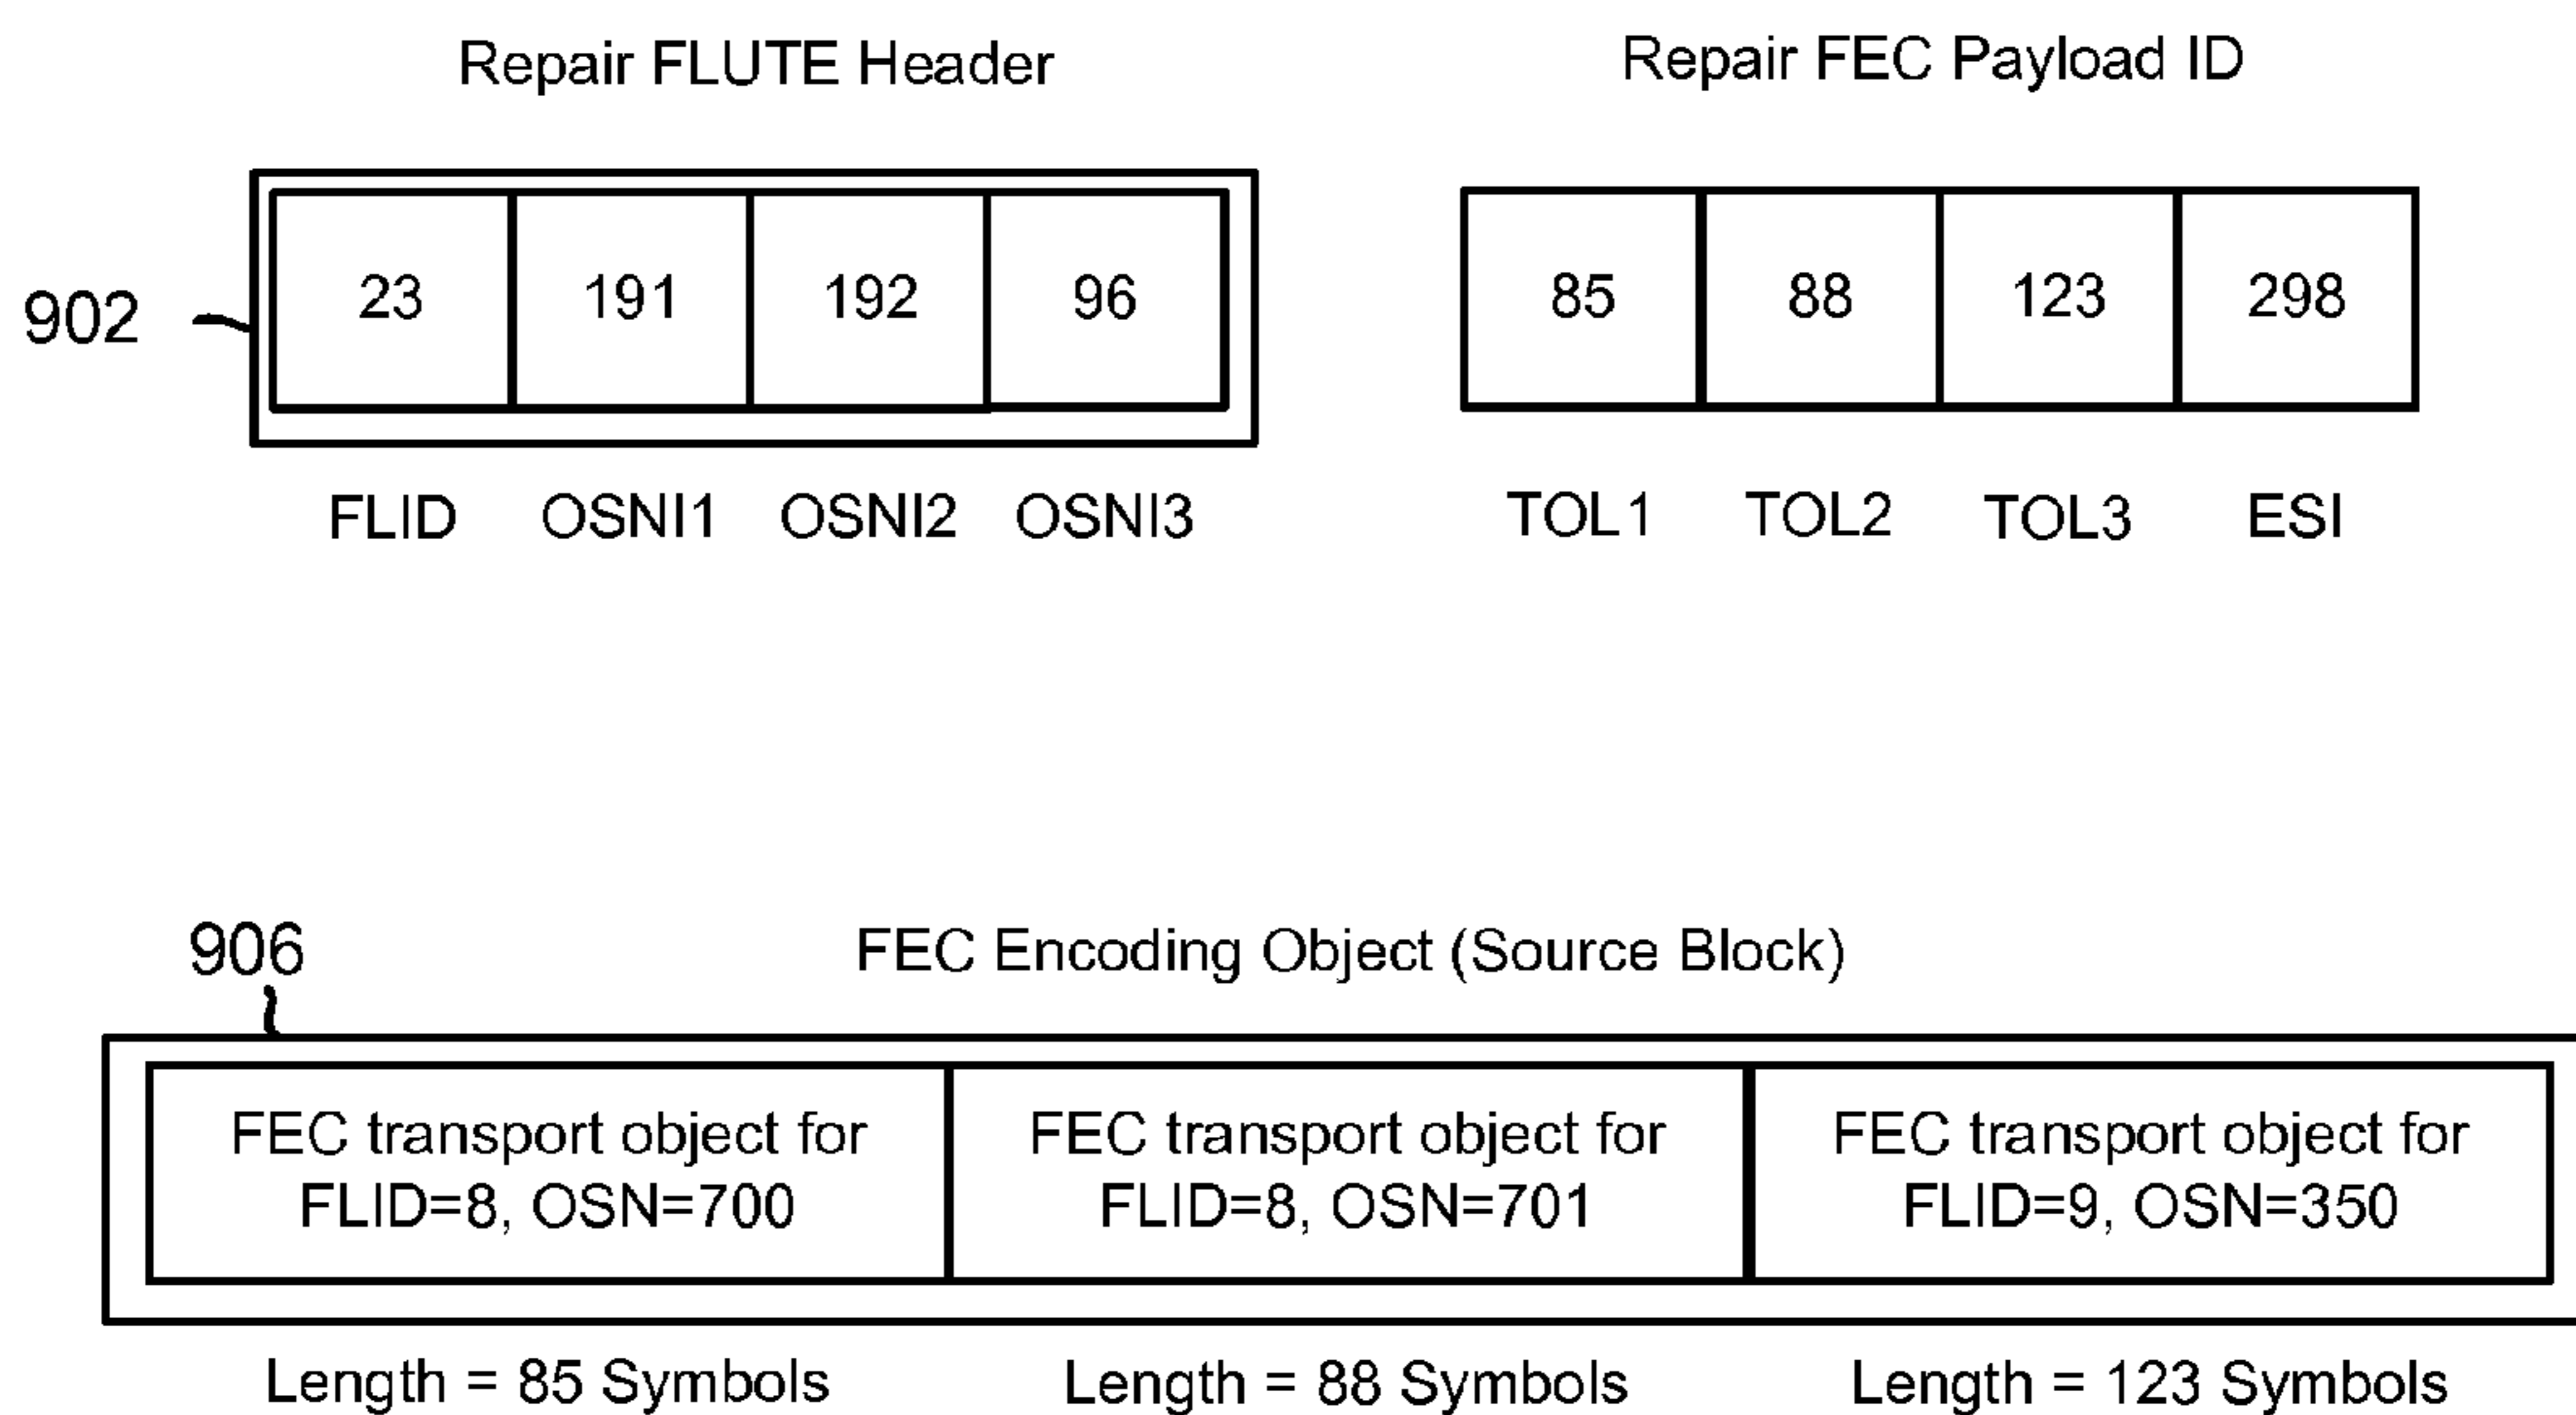 Repair FLUTE Header
Repair FEC Payload ID
902
23 191 192 96
85 88 123 298
FLID OSNI1 OSNI2 OSNI3
TOL1 TOL2 TOL3 ESI
906
FEC Encoding Object (Source Block)
FEC transport object for
FLID=8, OSN=700
FEC transport object for
FLID=8, OSN=701
FEC transport object for
FLID=9, OSN=350
Length = 85 Symbols
Length = 88 Symbols
Length = 123 Symbols